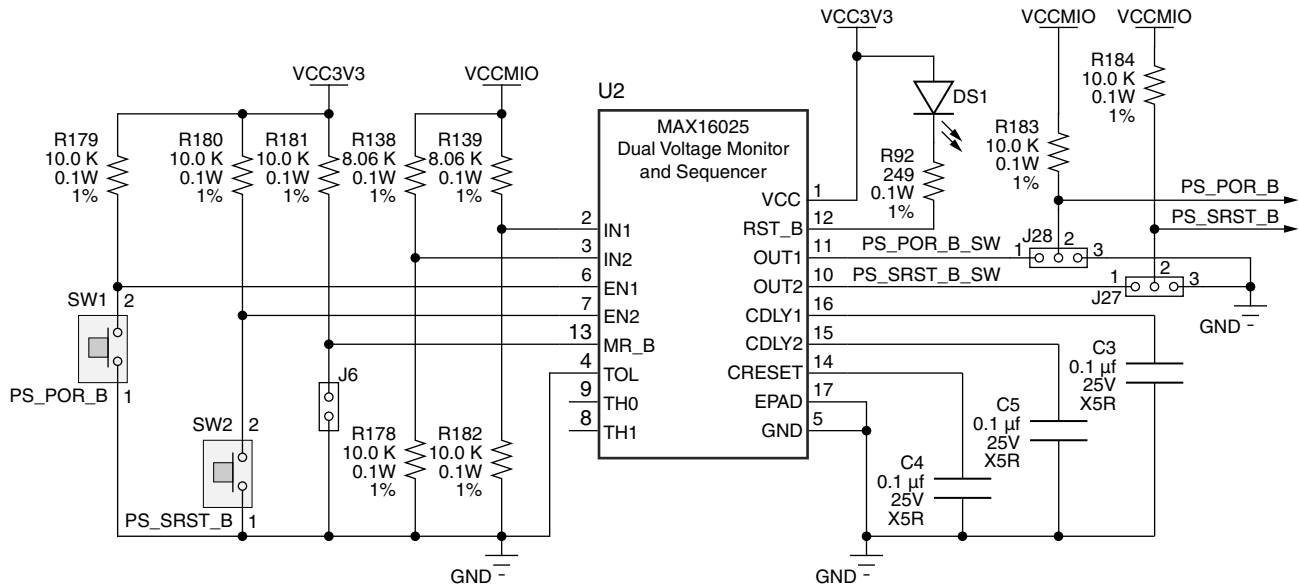 VCC3V3
VCCMIO
VCCMIO
R184
10.0 K
0.1W
1%
DS1
VCC3V3
VCCMIO
U2
MAX16025
Dual Voltage Monitor
and Sequencer
R179
10.0 K
0.1W
1%
R180
10.0 K
0.1W
1%
R181
10.0 K
0.1W
1%
R138
8.06 K
0.1W
1%
R139
8.06 K
0.1W
1%
R92
249
0.1W
1%
R183
10.0 K
0.1W
1%
PS_POR_B
PS_SRST_B
2 IN1
3 IN2
6 EN1
7 EN2
13 MR_B
4 TOL
9 TH0
8 TH1
VCC 1
RST_B 12
OUT1 11
OUT2 10
CDLY1 16
CDLY2 15
CRESET 14
EPAD 17
GND 5
PS_POR_B_SW
PS_SRST_B_SW
J28
1 2 3
J27
1 2 3
GND -
SW1 2
PS_POR_B 1
SW2 2
PS_SRST_B 1
J6
R178
10.0 K
0.1W
1%
R182
10.0 K
0.1W
1%
C3
0.1 µf
25V
X5R
C5
0.1 µf
25V
X5R
C4
0.1 µf
25V
X5R
GND -
GND -